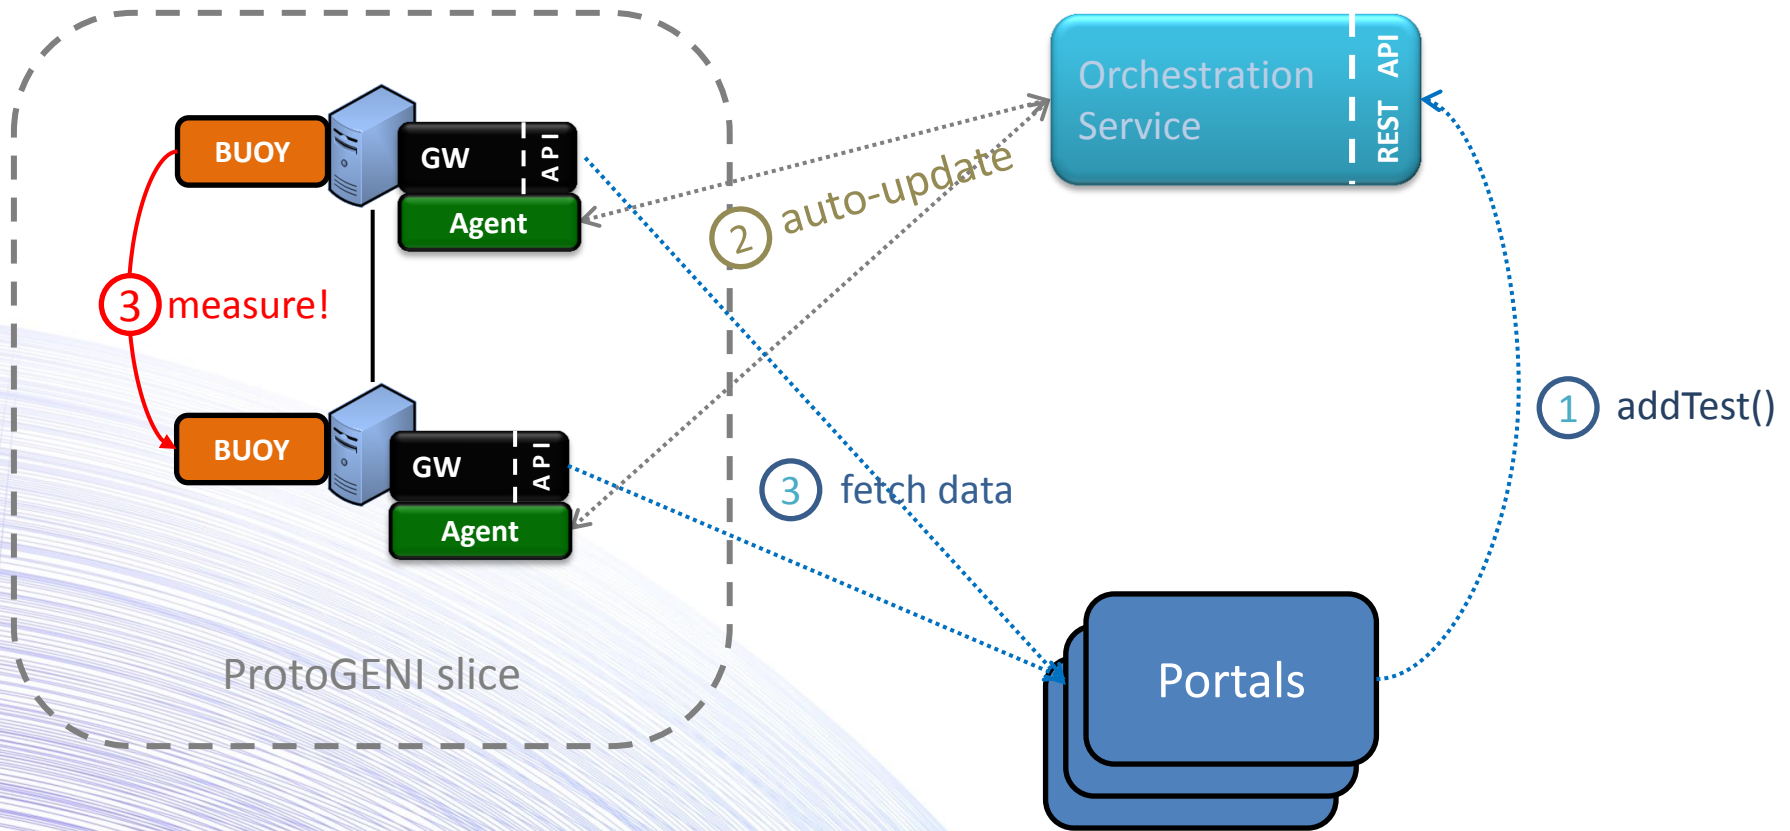 BUOY
GW
API
Agent
3 measure!
BUOY
GW
API
Agent
ProtoGENI slice
2 auto-update
Orchestration
Service
REST API
1 addTest()
3 fetch data
Portals